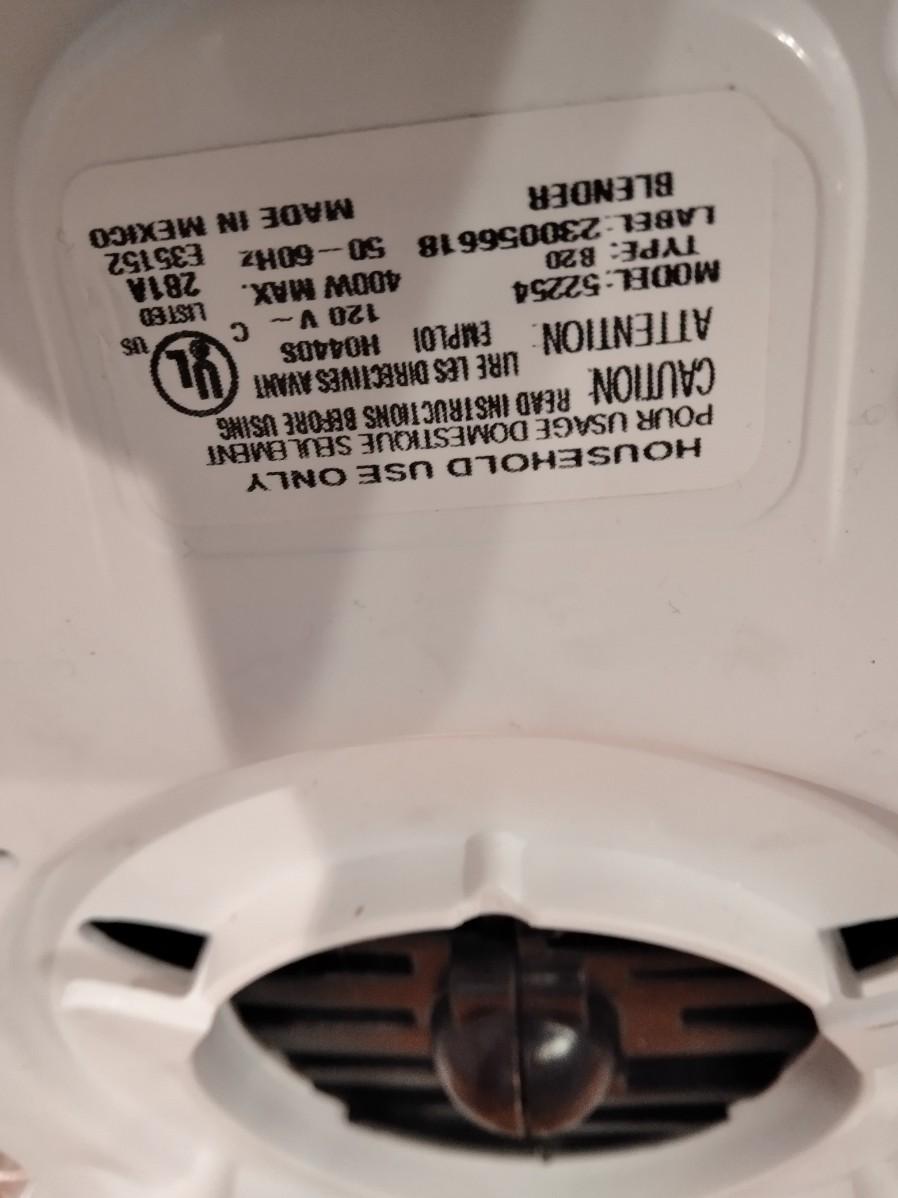 HOUSEHOLD USE ONLY
POUR USAGE DOMESTIQUE SEULEMENT
CAUTION: READ INSTRUCTIONS BEFORE USING
ATTENTION: LIRE LES DIRECTIVES AVANT EMPLOI
H0440S
MODEL: 52254
TYPE: B20
LABEL: 230056618
BLENDER
120 V ~
400W MAX.
50-60Hz
MADE IN MEXICO
C UL US
LISTED
281A
E35152